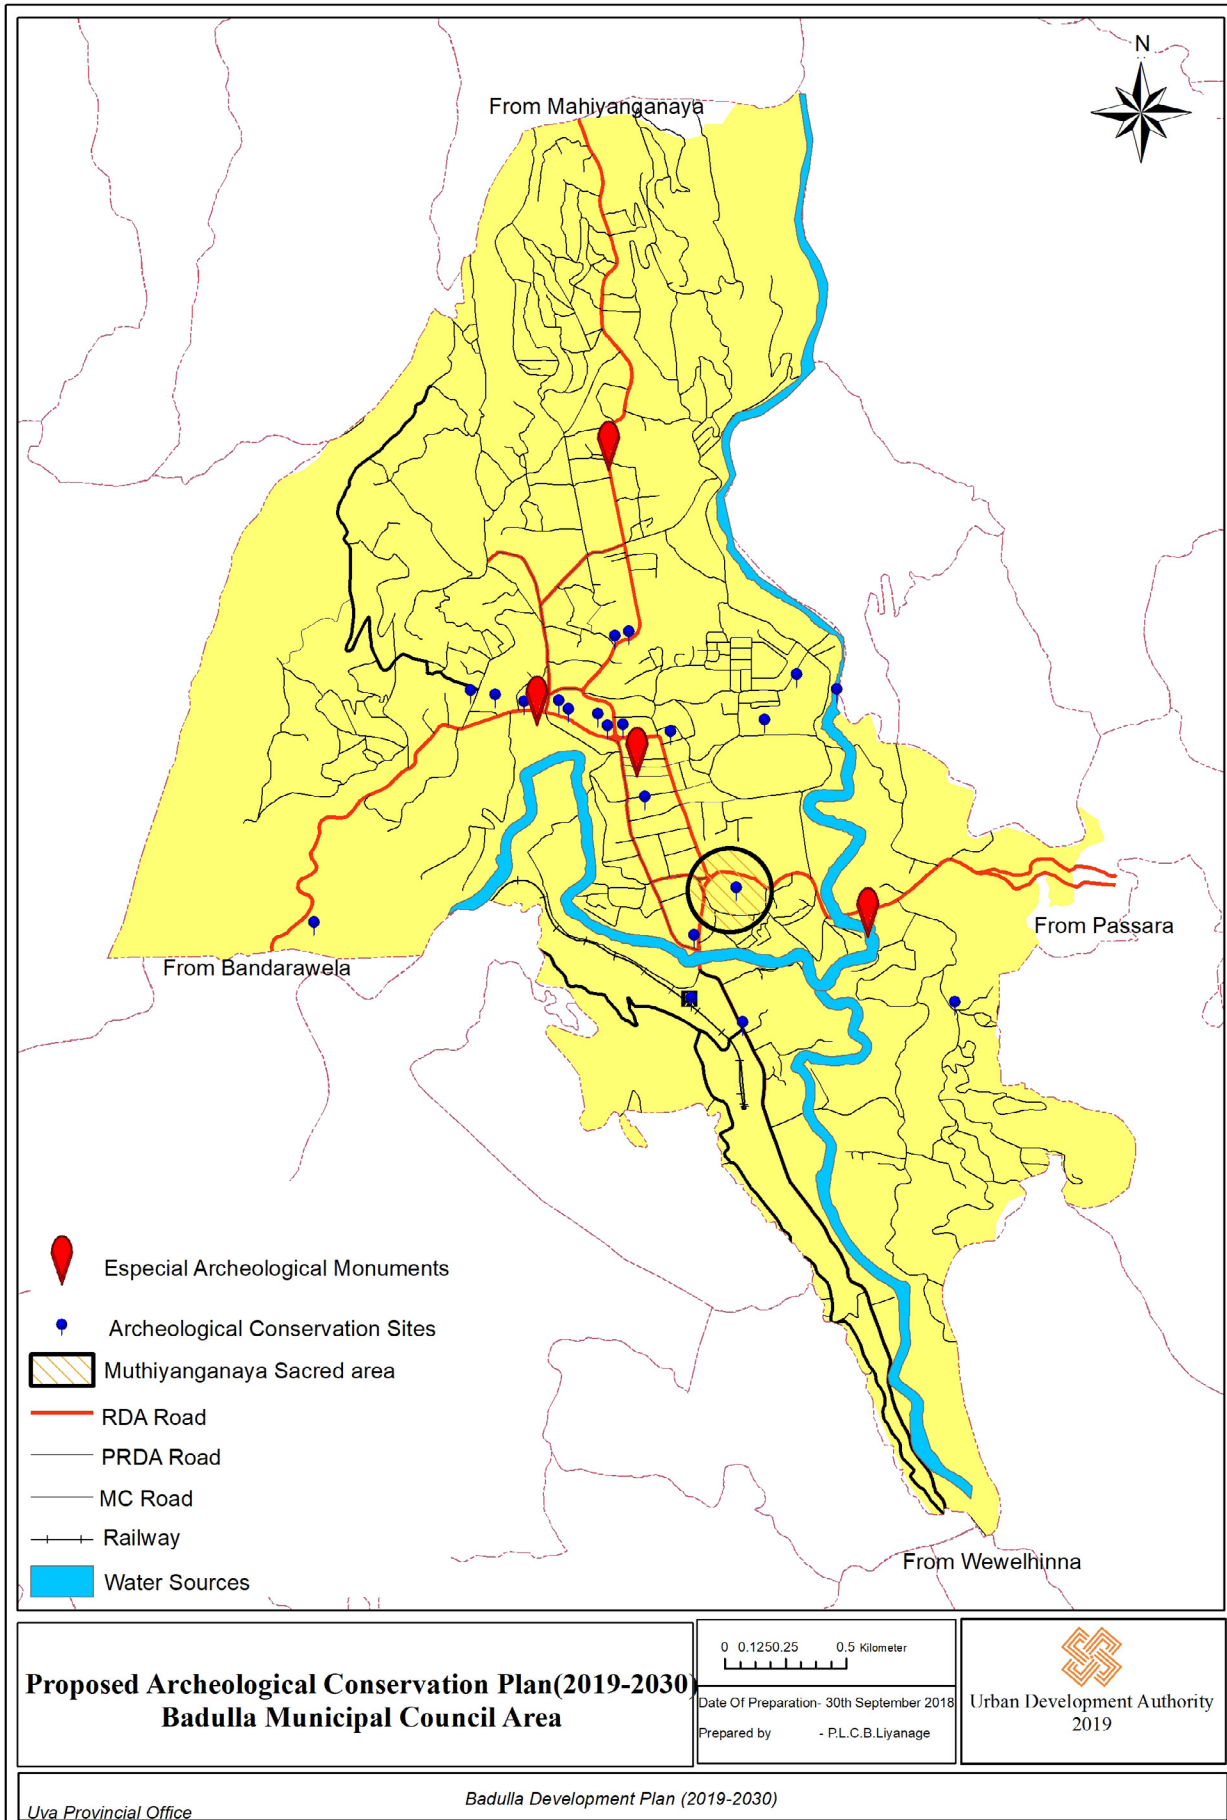 N
From Mahiyanganaya
From Passara
From Bandarawela
Especial Archeological Monuments
Archeological Conservation Sites
Muthiyanganaya Sacred area
RDA Road
PRDA Road
MC Road
Railway
Water Sources
From Wewelhinna
Proposed Archeological Conservation Plan(2019-2030)
Badulla Municipal Council Area
0 0.1250.25 0.5 Kilometer
Date Of Preparation- 30th September 2018
Prepared by - P.L.C.B.Liyanage
Urban Development Authority
2019
Badulla Development Plan (2019-2030)
Uva Provincial Office